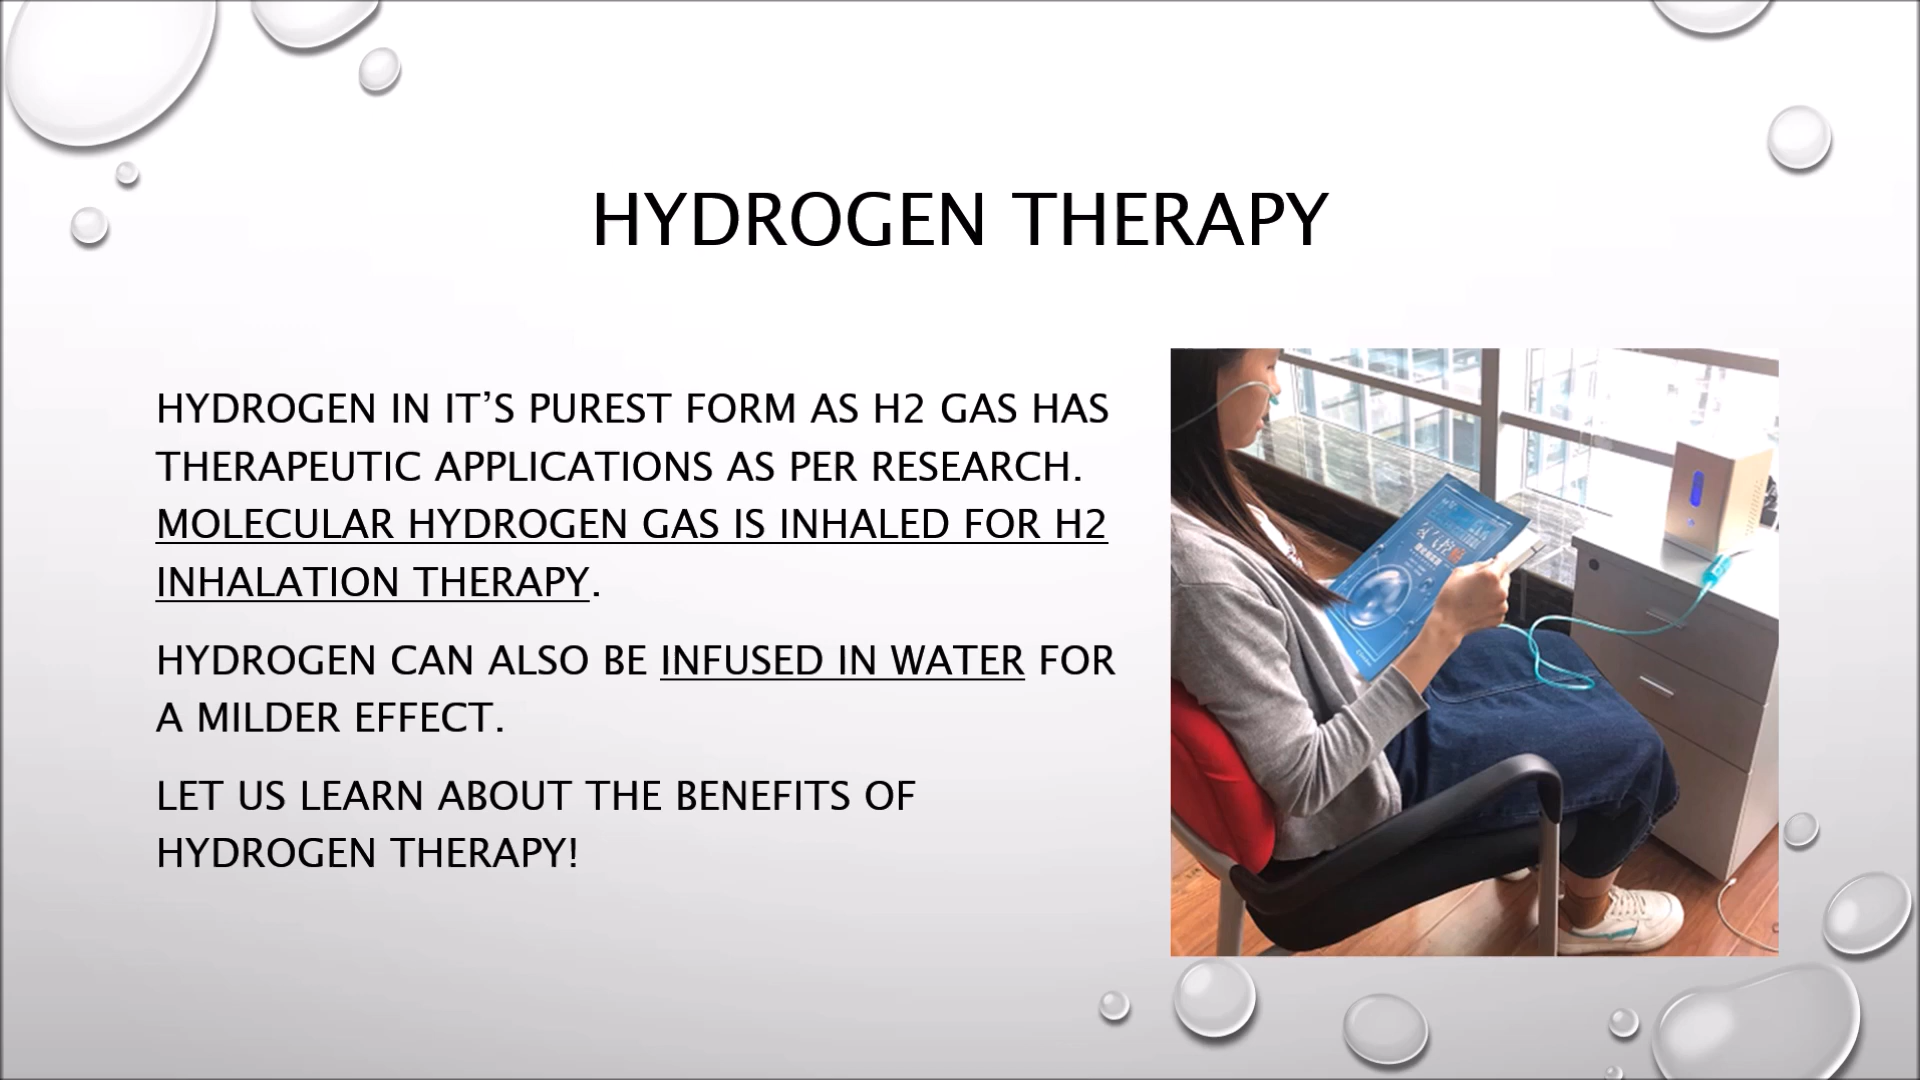 HYDROGEN THERAPY
HYDROGEN IN IT’S PUREST FORM AS H2 GAS HAS
THERAPEUTIC APPLICATIONS AS PER RESEARCH.
MOLECULAR HYDROGEN GAS IS INHALED FOR H2
INHALATION THERAPY.
HYDROGEN CAN ALSO BE INFUSED IN WATER FOR
A MILDER EFFECT.
LET US LEARN ABOUT THE BENEFITS OF
HYDROGEN THERAPY!